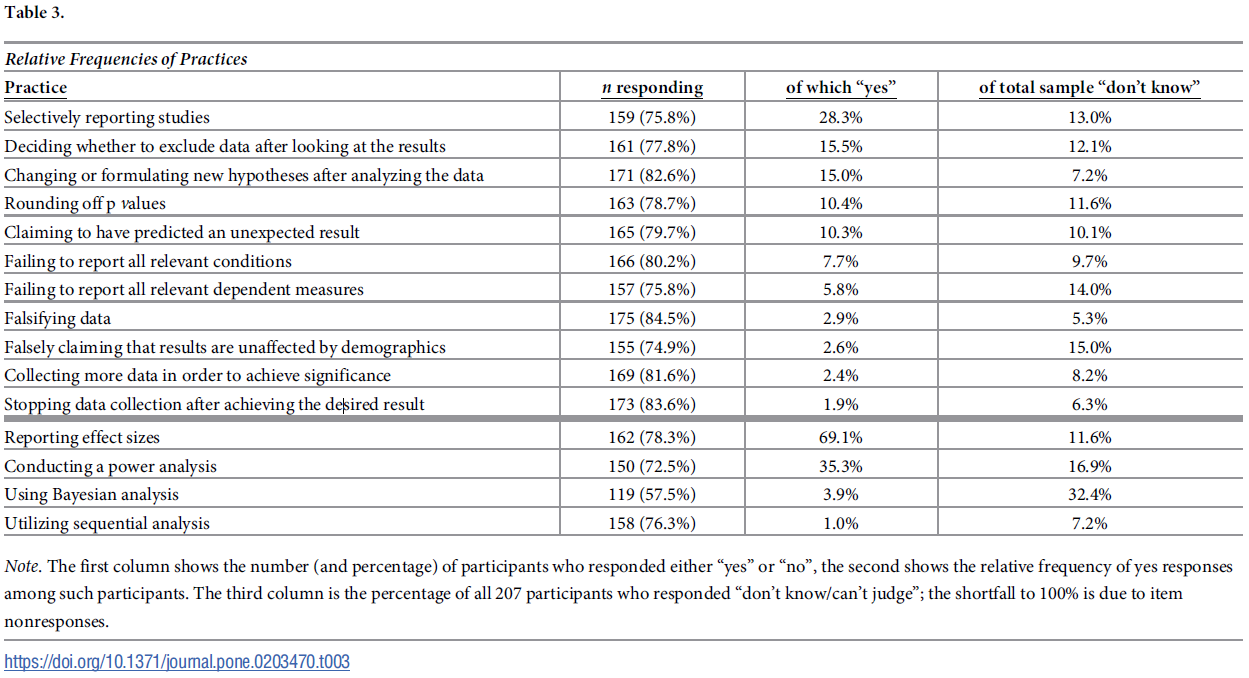 Table 3.
Relative Frequencies of Practices
Practice n responding of which “yes” of total sample “don’t know”
Selectively reporting studies 159 (75.8%) 28.3% 13.0%
Deciding whether to exclude data after looking at the results 161 (77.8%) 15.5% 12.1%
Changing or formulating new hypotheses after analyzing the data 171 (82.6%) 15.0% 7.2%
Rounding off p values 163 (78.7%) 10.4% 11.6%
Claiming to have predicted an unexpected result 165 (79.7%) 10.3% 10.1%
Failing to report all relevant conditions 166 (80.2%) 7.7% 9.7%
Failing to report all relevant dependent measures 157 (75.8%) 5.8% 14.0%
Falsifying data 175 (84.5%) 2.9% 5.3%
Falsely claiming that results are unaffected by demographics 155 (74.9%) 2.6% 15.0%
Collecting more data in order to achieve significance 169 (81.6%) 2.4% 8.2%
Stopping data collection after achieving the desired result 173 (83.6%) 1.9% 6.3%
Reporting effect sizes 162 (78.3%) 69.1% 11.6%
Conducting a power analysis 150 (72.5%) 35.3% 16.9%
Using Bayesian analysis 119 (57.5%) 3.9% 32.4%
Utilizing sequential analysis 158 (76.3%) 1.0% 7.2%
Note. The first column shows the number (and percentage) of participants who responded either “yes” or “no”, the second shows the relative frequency of yes responses
among such participants. The third column is the percentage of all 207 participants who responded “don’t know/can’t judge”; the shortfall to 100% is due to item
nonresponses.
https://doi.org/10.1371/journal.pone.0203470.t003